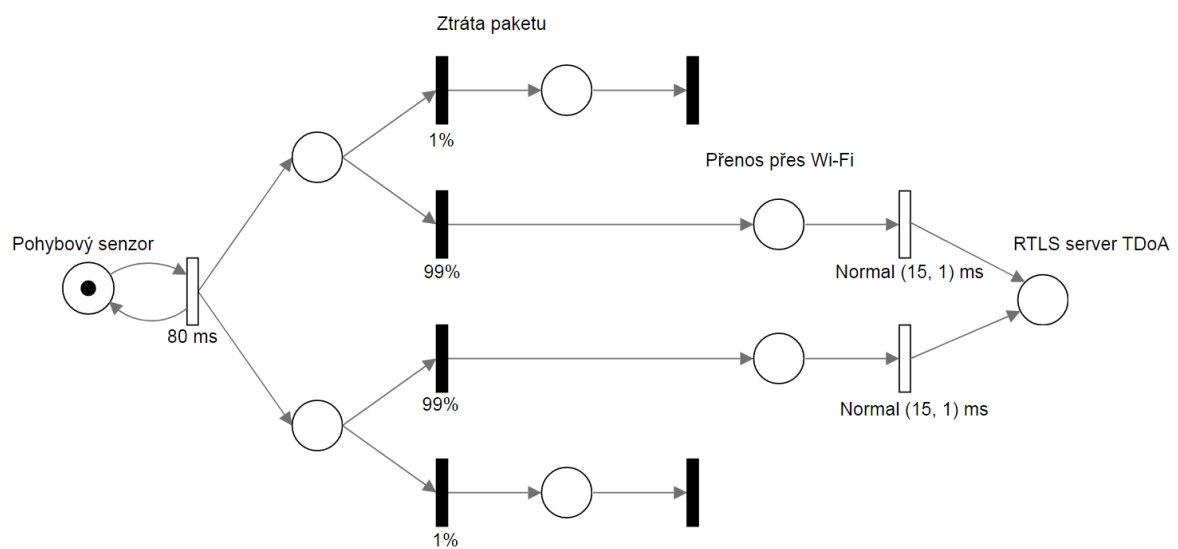 Ztráta paketu
1%
Přenos přes Wi-Fi
Pohybový senzor
RTLS server TDoA
99%
Normal (15, 1) ms
80 ms
99%
Normal (15, 1) ms
1%